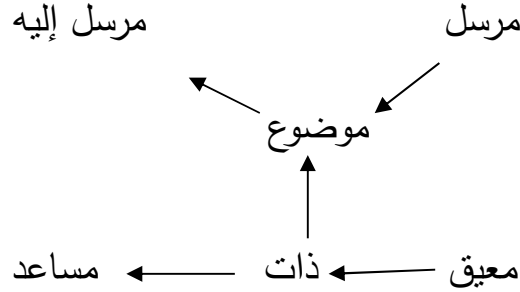 مرسل مرسل إليه
موضوع
معيق ذات مساعد